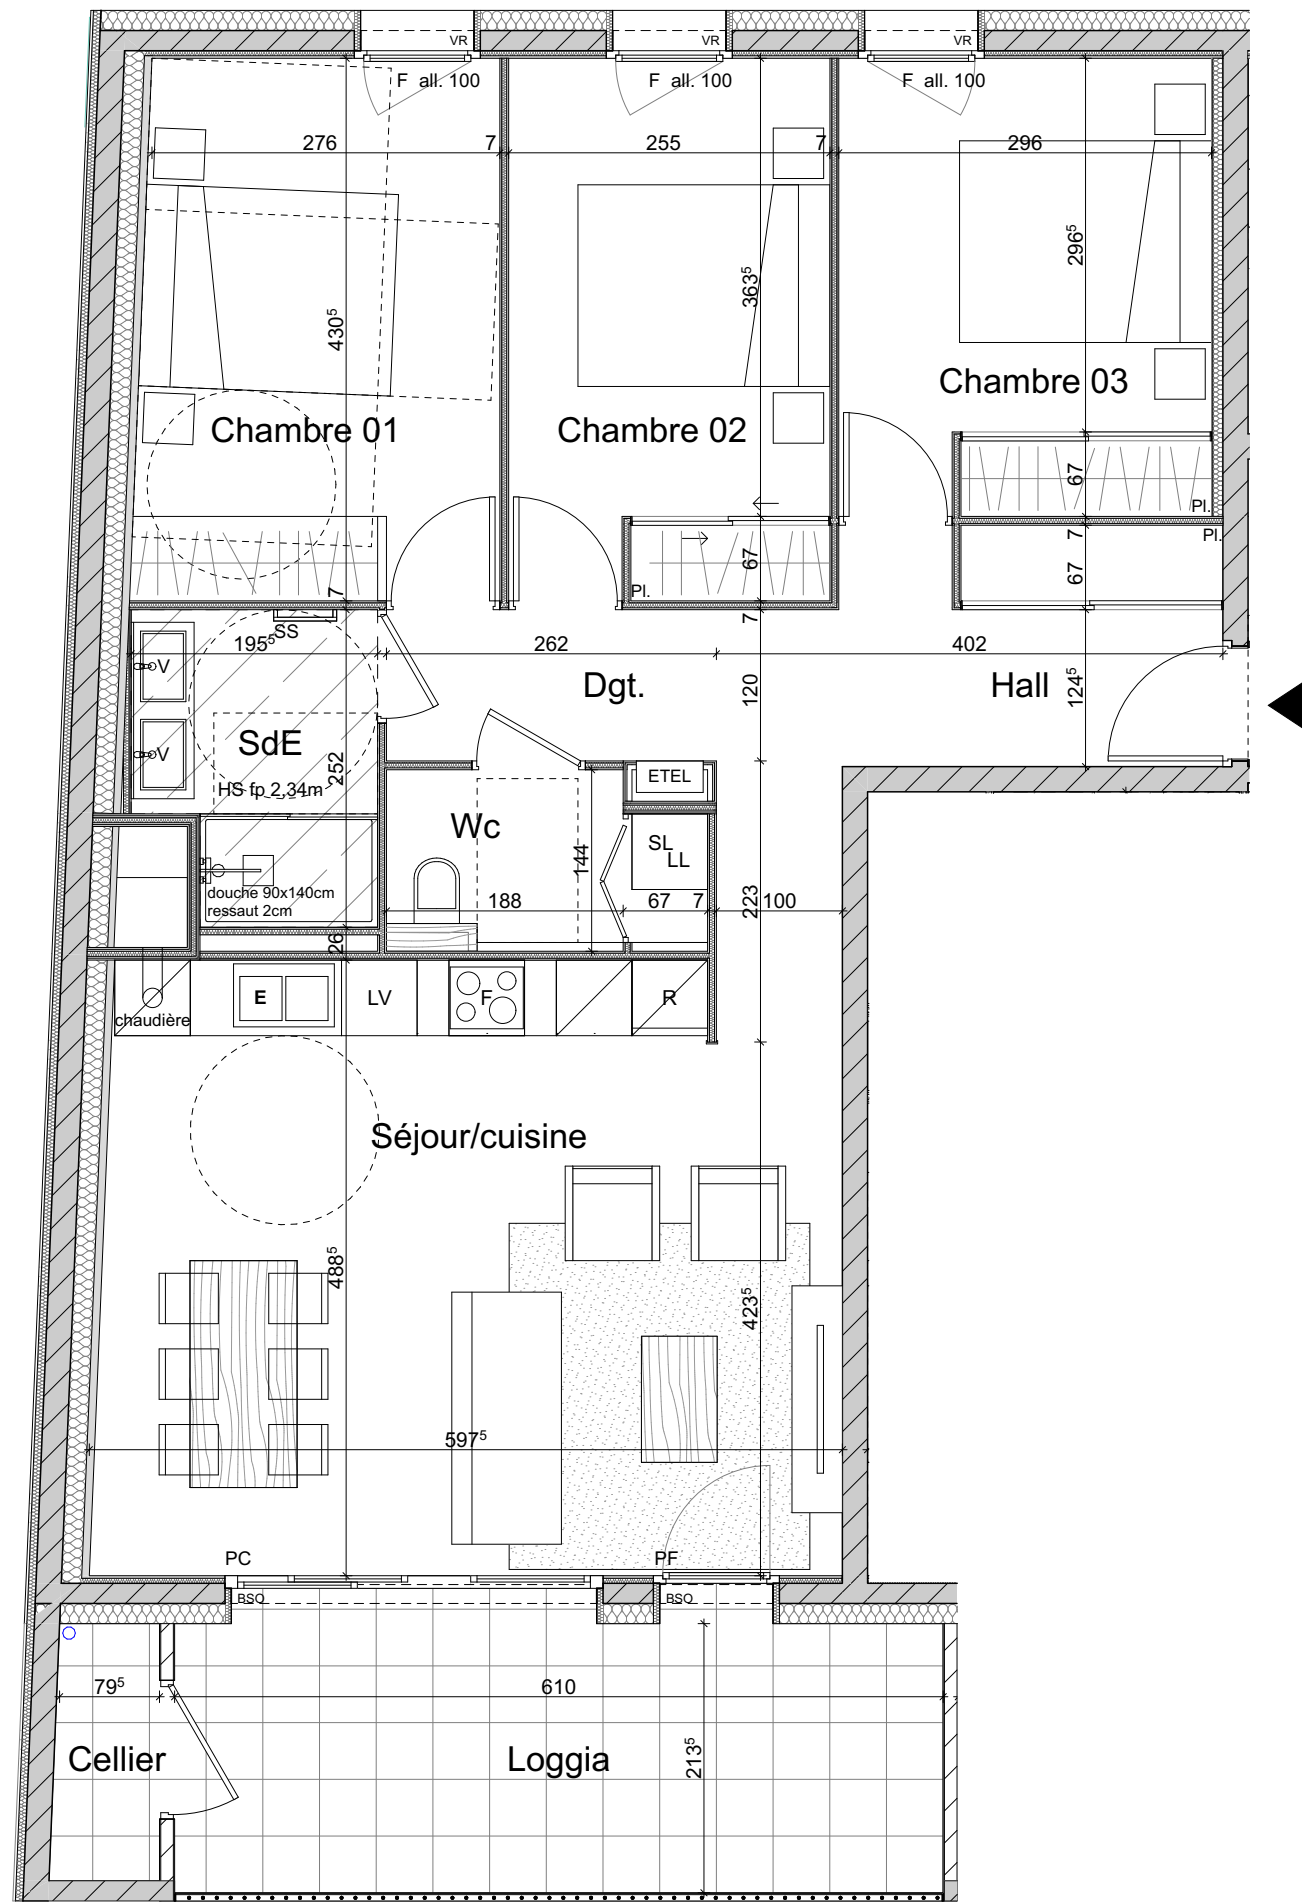 VR
VR
VR
F all. 100
F all. 100
F all. 100
276
7
255
7
296
430⁵
363⁵
296⁵
Chambre 01
Chambre 02
Chambre 03
67
Pl.
7
Pl.
67
67
Pl.
7
7
SS
195⁵
262
402
V
Dgt.
120
Hall
124⁵
V
SdE
252
HS fp 2,34m
ETEL
Wc
144
SL
LL
douche 90x140cm
ressaut 2cm
188
67
7
223
100
26
E
LV
F
R
chaudière
Séjour/cuisine
488⁵
423⁵
597⁵
PC
PF
BSO
BSO
79⁵
610
Cellier
Loggia
213⁵